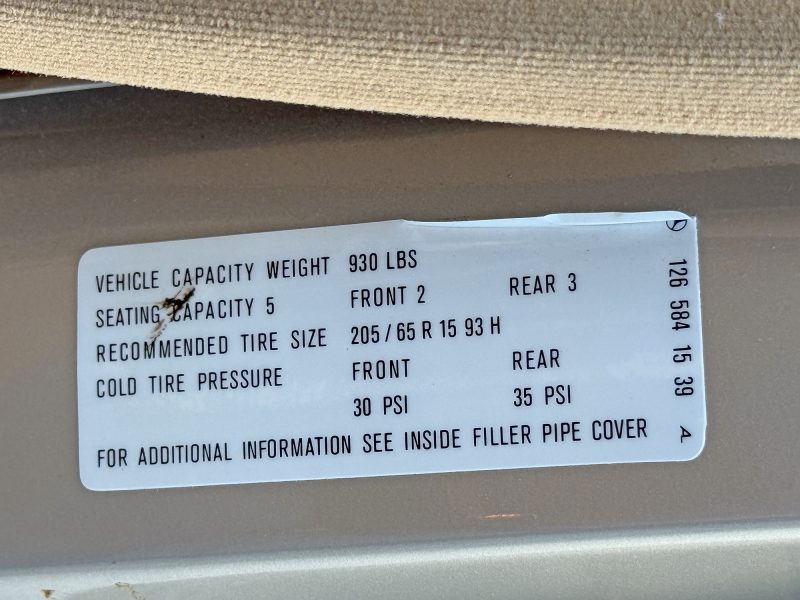 VEHICLE CAPACITY WEIGHT 930 LBS
SEATING CAPACITY 5 FRONT 2 REAR 3
RECOMMENDED TIRE SIZE 205/65 R 15 93 H
COLD TIRE PRESSURE FRONT REAR
30 PSI 35 PSI
FOR ADDITIONAL INFORMATION SEE INSIDE FILLER PIPE COVER
126 584 15 39 A